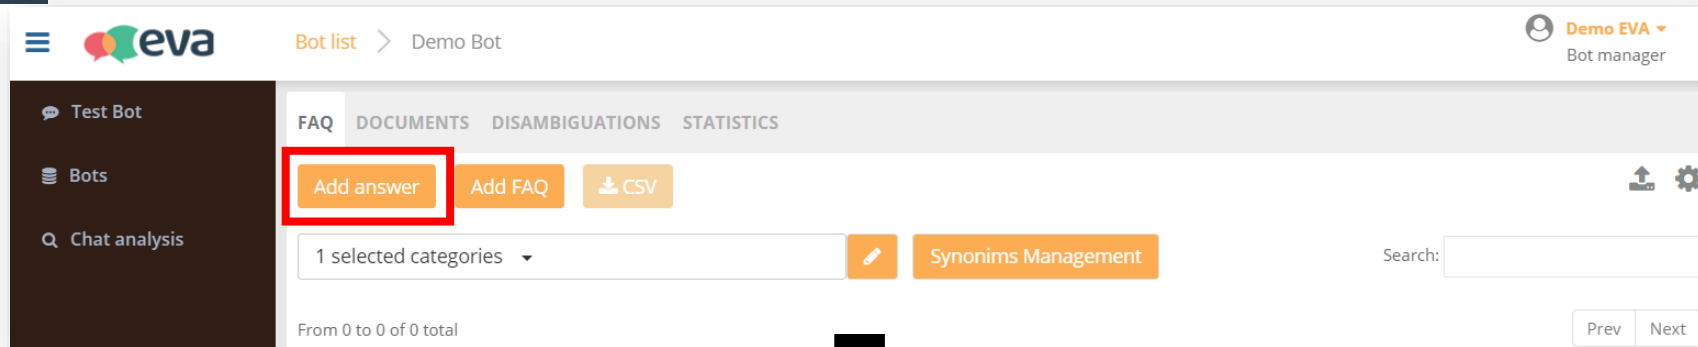 eva
Bot list
Demo Bot
Demo EVA
Bot manager
Test Bot
Bots
Chat analysis
FAQ DOCUMENTS DISAMBIGUATIONS STATISTICS
Add answer Add FAQ CSV
1 selected categories
Synonims Management
Search:
From 0 to 0 of 0 total
Prev Next